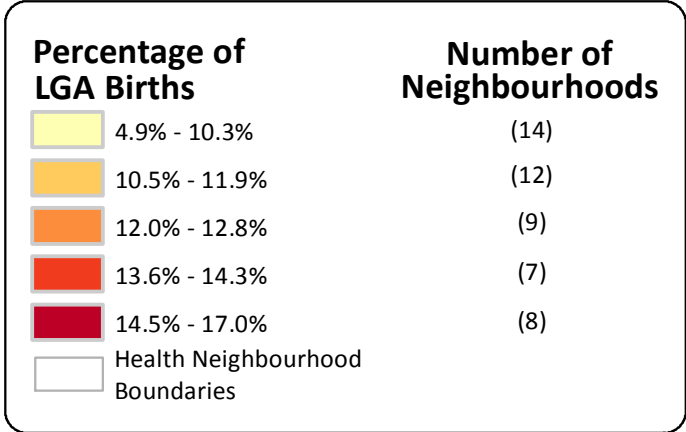 Percentage of
LGA Births
Number of
Neighbourhoods
4.9% - 10.3% (14)
10.5% - 11.9% (12)
12.0% - 12.8% (9)
13.6% - 14.3% (7)
14.5% - 17.0% (8)
Health Neighbourhood
Boundaries